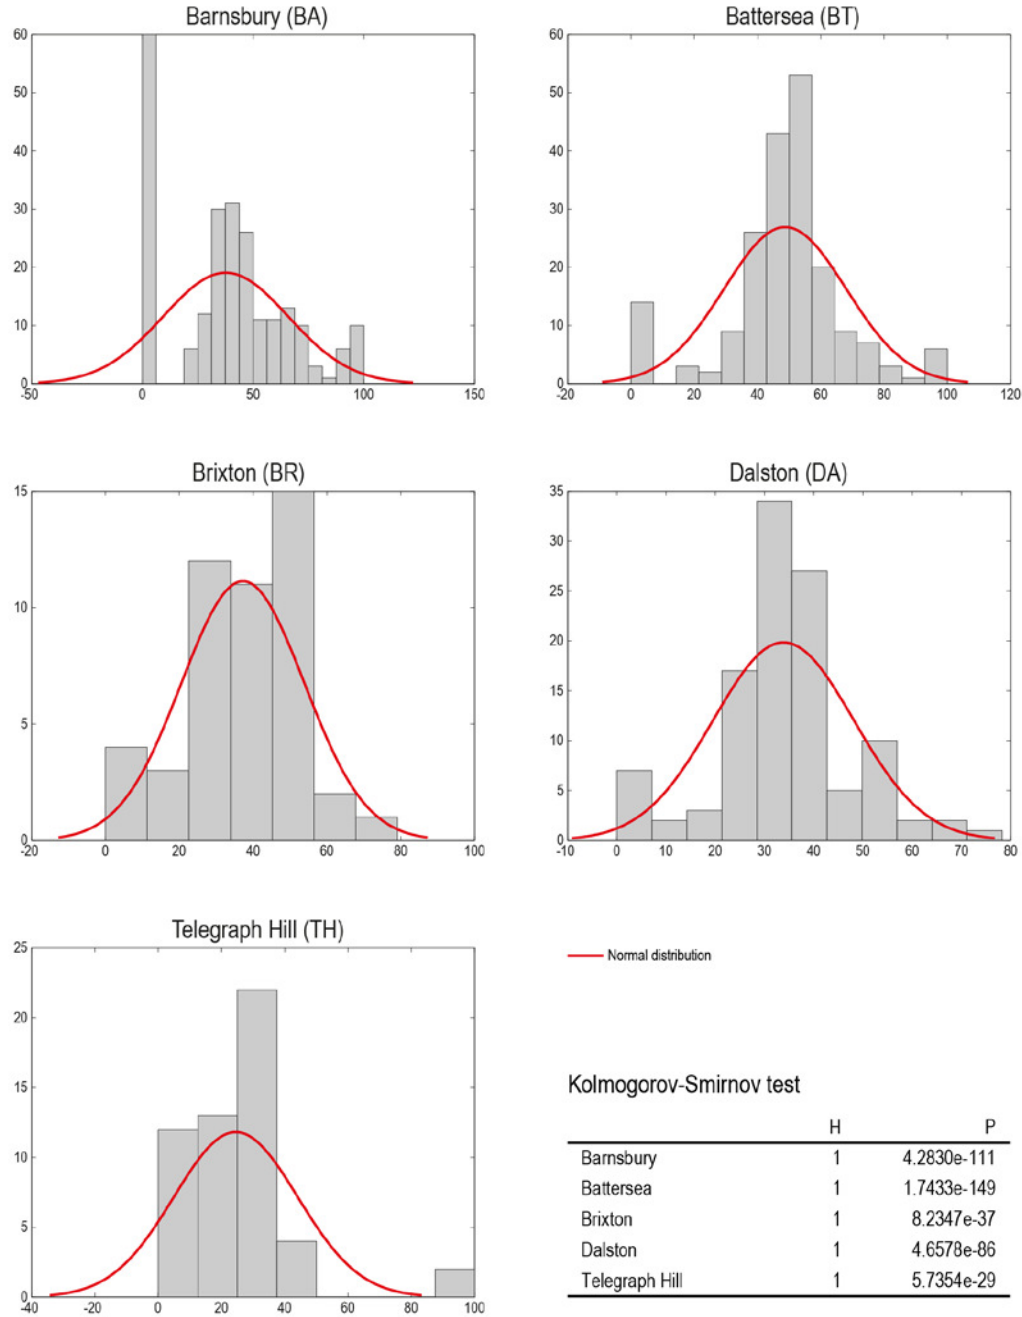 Barnsbury (BA)
60
50
40
30
20
10
0
-50 0 50 100 150
Battersea (BT)
60
50
40
30
20
10
0
-20 0 20 40 60 80 100 120
Brixton (BR)
15
10
5
0
-20 0 20 40 60 80 100
Dalston (DA)
35
30
25
20
15
10
5
0
-10 0 10 20 30 40 50 60 70 80
Telegraph Hill (TH)
25
20
15
10
5
0
-40 -20 0 20 40 60 80 100
Normal distribution
Kolmogorov-Smirnov test
H P
Barnsbury 1 4.2830e-111
Battersea 1 1.7433e-149
Brixton 1 8.2347e-37
Dalston 1 4.6578e-86
Telegraph Hill 1 5.7354e-29